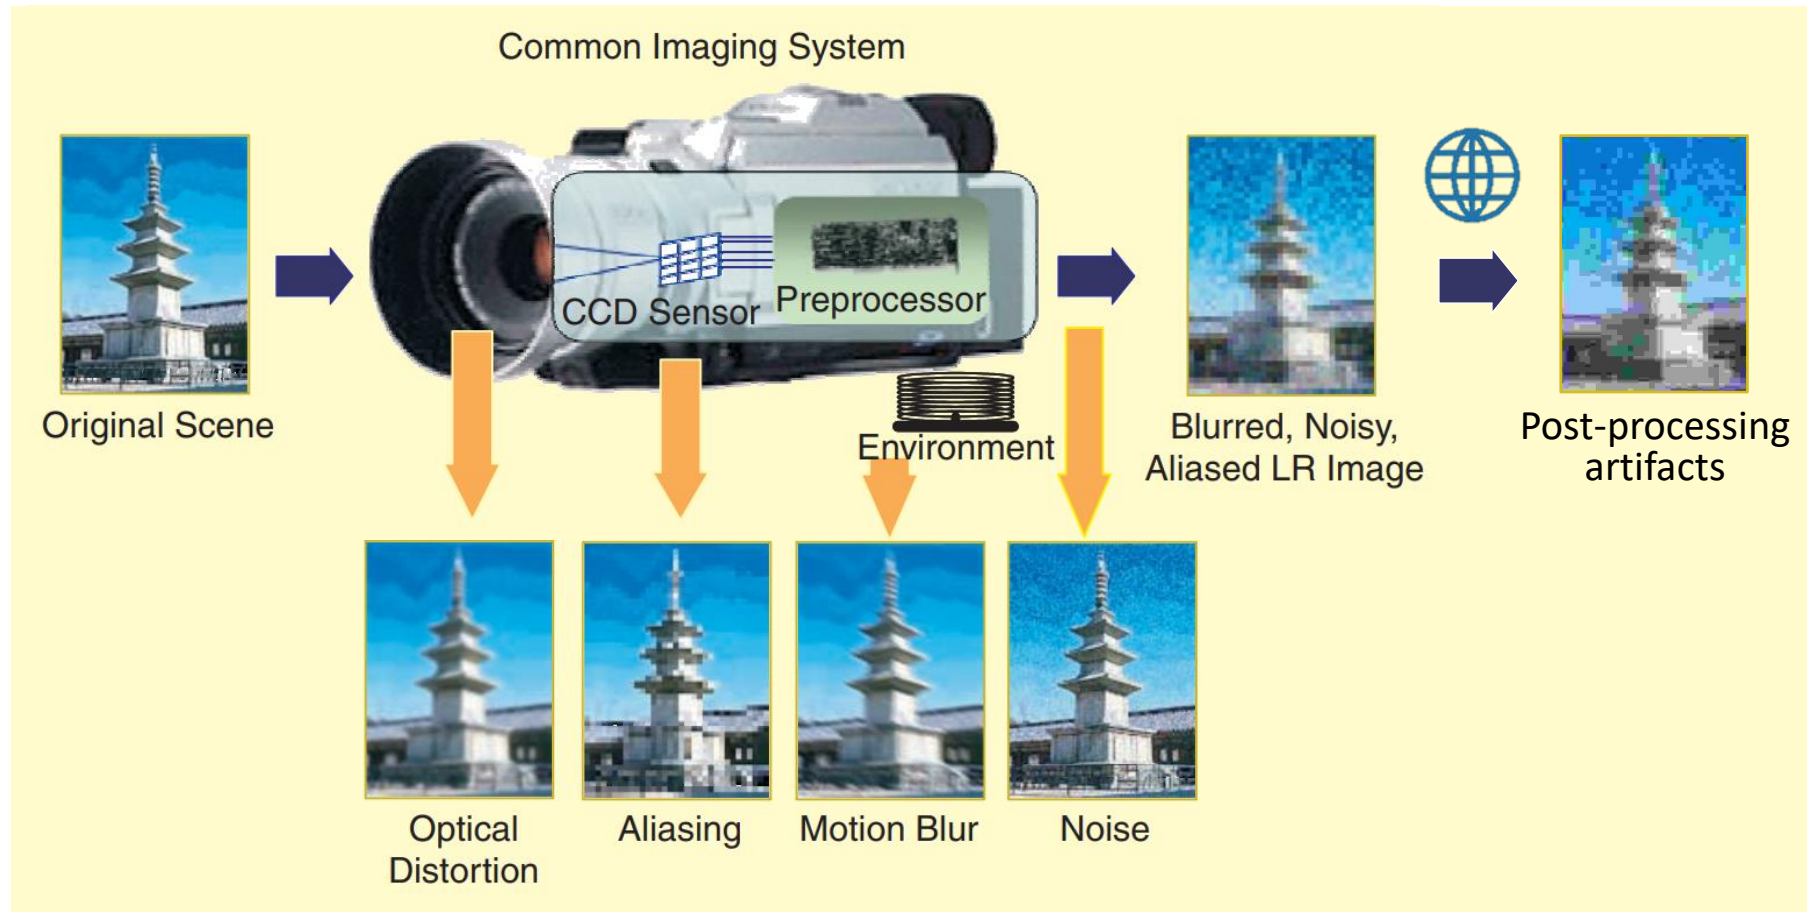 Common Imaging System
CCD Sensor
Preprocessor
Original Scene
Environment
Blurred, Noisy,
Aliased LR Image
Post-processing
artifacts
Optical
Distortion
Aliasing
Motion Blur
Noise